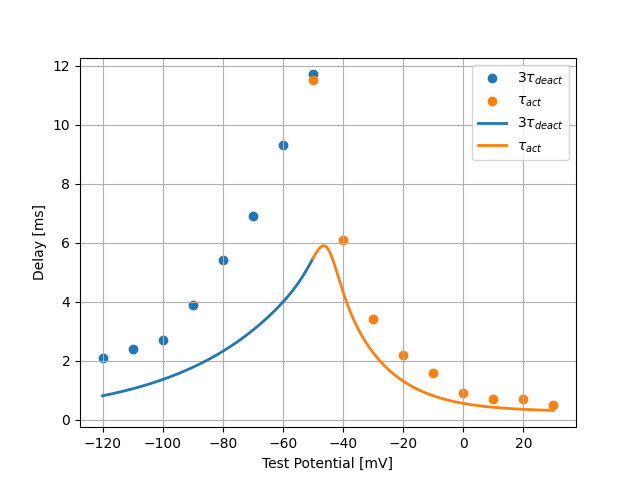 12
10
8
6
4
2
0
Delay [ms]
3τdeact
τact
3τdeact
τact
−120 −100 −80 −60 −40 −20 0 20
Test Potential [mV]